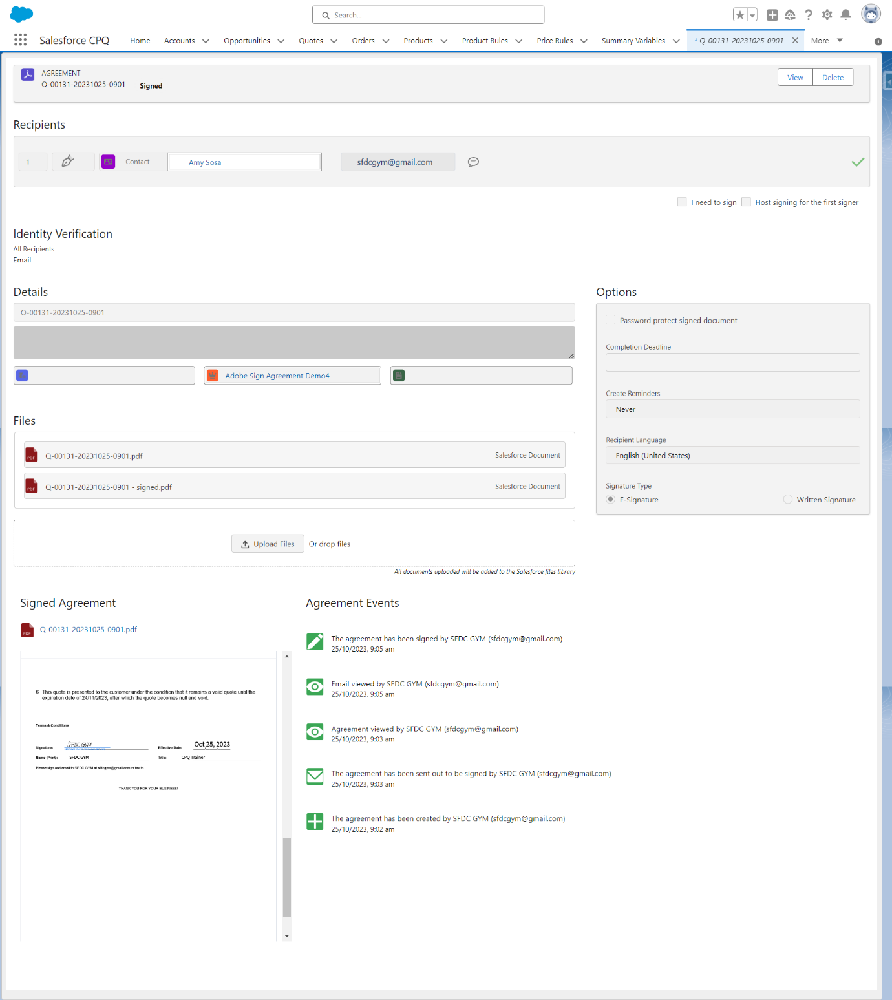 Search...
Salesforce CPQ Home Accounts Opportunities Quotes Orders Products Product Rules Price Rules Summary Variables * Q-00131-20231025-0901 More
AGREEMENT
Q-00131-20231025-0901 Signed
View Delete
Recipients
1 Contact Amy Sosa sfdcgym@gmail.com
I need to sign Host signing for the first signer
Identity Verification
All Recipients
Email
Details
Q-00131-20231025-0901
Adobe Sign Agreement Demo4
Options
Password protect signed document
Completion Deadline
Create Reminders
Never
Recipient Language
English (United States)
Signature Type
E-Signature Written Signature
Files
PDF Q-00131-20231025-0901.pdf Salesforce Document
PDF Q-00131-20231025-0901 - signed.pdf Salesforce Document
Upload Files Or drop files
All documents uploaded will be added to the Salesforce files library
Signed Agreement
PDF Q-00131-20231025-0901.pdf
6 This quote is presented to the customer under the condition that it remains a valid quote until the
expiration date of 24/11/2023, after which the quote becomes null and void.
Terms & Conditions
Signature: SFDC GYM Effective Date: Oct 25, 2023
Name (Print): SFDC GYM Title: CPQ Trainer
Please sign and email to SFDC GYM at sfdcgym@gmail.com or fax to
THANK YOU FOR YOUR BUSINESS!
Agreement Events
The agreement has been signed by SFDC GYM (sfdcgym@gmail.com)
25/10/2023, 9:05 am
Email viewed by SFDC GYM (sfdcgym@gmail.com)
25/10/2023, 9:05 am
Agreement viewed by SFDC GYM (sfdcgym@gmail.com)
25/10/2023, 9:03 am
The agreement has been sent out to be signed by SFDC GYM (sfdcgym@gmail.com)
25/10/2023, 9:03 am
The agreement has been created by SFDC GYM (sfdcgym@gmail.com)
25/10/2023, 9:02 am